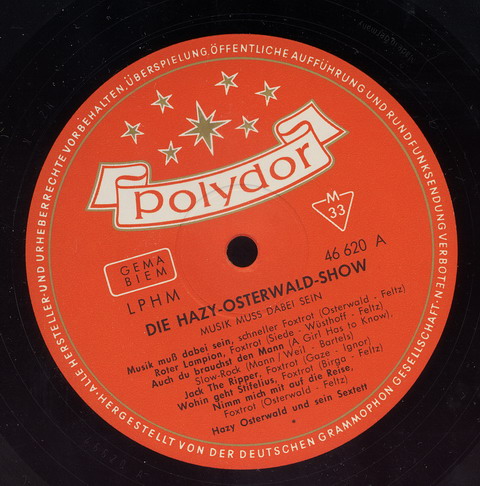 polydor
GEMA
BIEM
M
33
LPHM
46 620 A
DIE HAZY-OSTERWALD-SHOW
MUSIK MUSS DABEI SEIN
Musik muß dabei sein, schneller Foxtrot (Osterwald - Feltz)
Roter Lampion, Foxtrot (Siede - Wüsthoff - Feltz)
Auch du brauchst den Mann (A Girl Has to Know),
Slow-Rock (Mann / Weil - Bartels)
Jack The Ripper, Foxtrot (Gaze - Ignor)
Wohin geht Stifelius, Foxtrot (Birga - Feltz)
Nimm mich mit auf die Reise,
Foxtrot (Osterwald - Feltz)
Hazy Osterwald und sein Sextett
ALLE HERSTELLER- UND URHEBERRECHTE VORBEHALTEN. ÜBERSPIELUNG, ÖFFENTLICHE AUFFÜHRUNG UND RUNDFUNKSENDUNG VERBOTEN.
HERGESTELLT VON DER DEUTSCHEN GRAMMOPHON GESELLSCHAFT